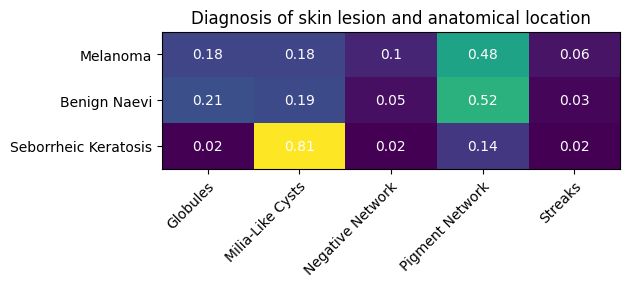 Diagnosis of skin lesion and anatomical location
Melanoma 0.18 0.18 0.1 0.48 0.06
Benign Naevi 0.21 0.19 0.05 0.52 0.03
Seborrheic Keratosis 0.02 0.81 0.02 0.14 0.02
Globules Milia-Like Cysts Negative Network Pigment Network Streaks